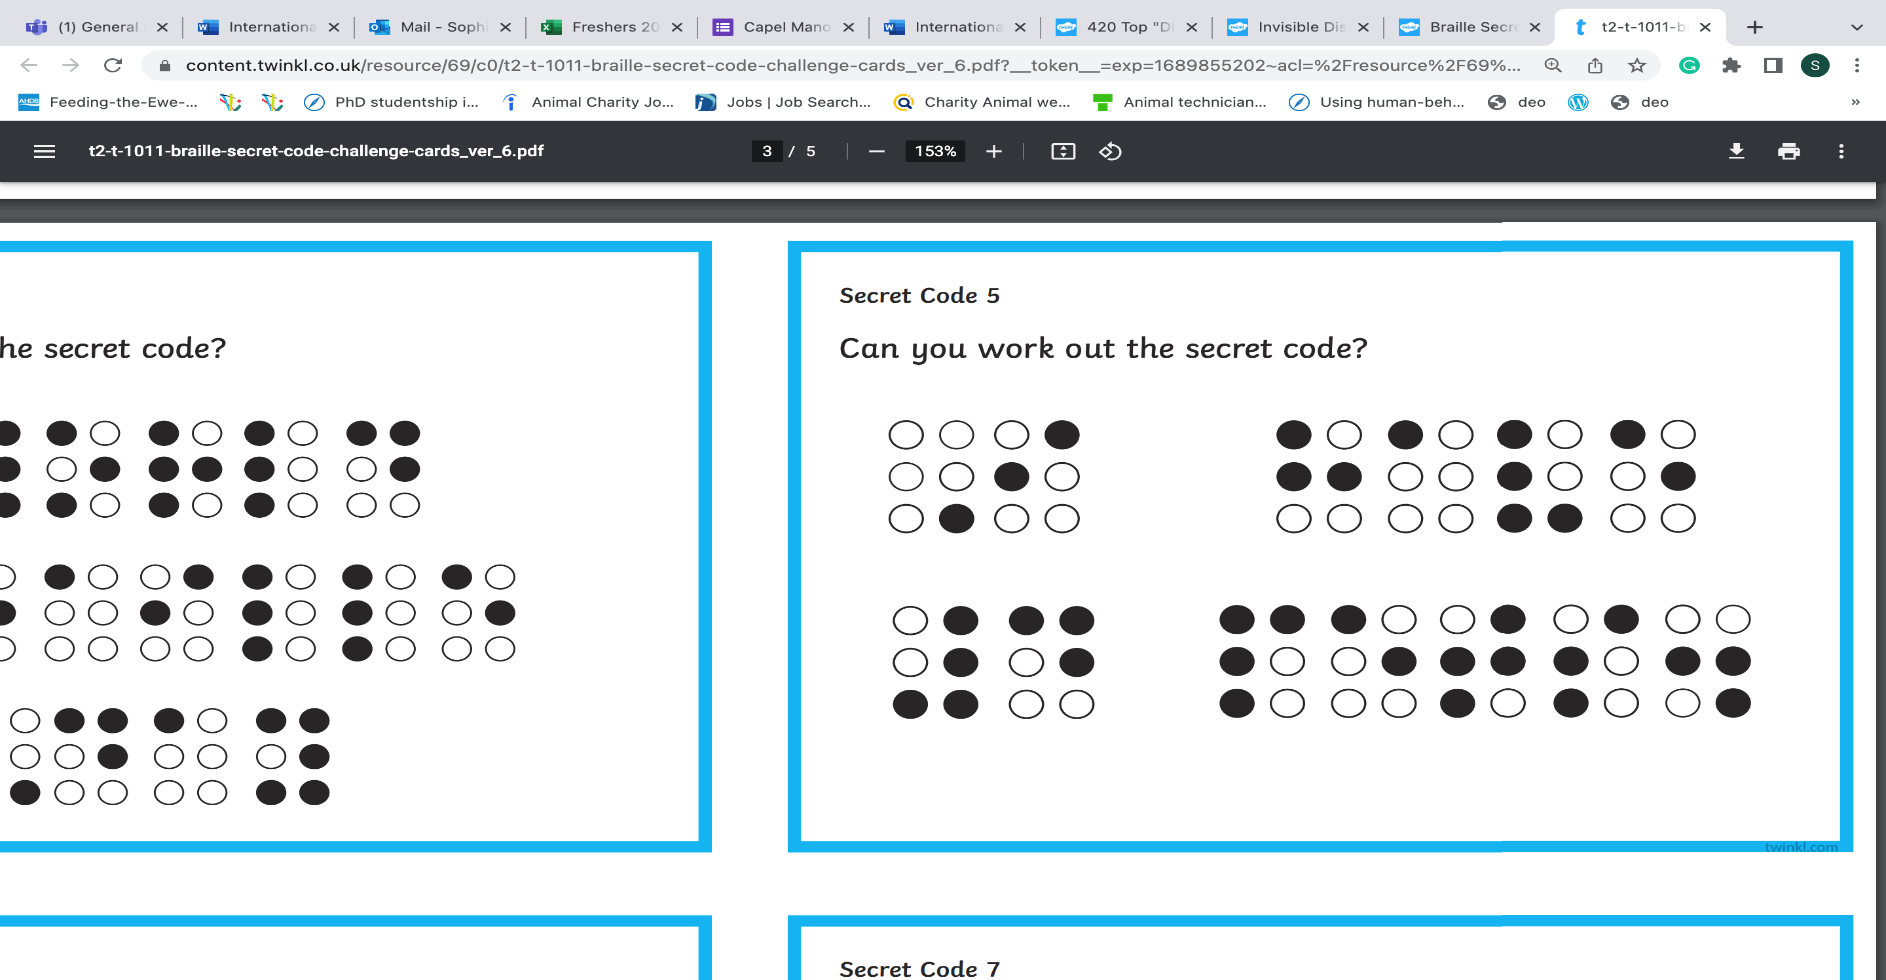 (1) General
Internationa
Mail – Soph
Freshers 20
Capel Mano
Internationa
420 Top "Di
Invisible Dis
Braille Secre
t2-t-1011-b
content.twinkl.co.uk/resource/69/c0/t2-t-1011-braille-secret-code-challenge-cards_ver_6.pdf?__token__=exp=1689855202~acl=%2Fresource%2F69%...
S
AHDB Feeding-the-Ewe-...
PhD studentship i...
Animal Charity Jo...
Jobs | Job Search...
Charity Animal we...
Animal technician...
Using human-beh...
deo
deo
»
t2-t-1011-braille-secret-code-challenge-cards_ver_6.pdf
3 / 5
153%
he secret code?
⠕⠗⠇⠙
⠁⠊⠇⠇⠑
⠙⠁⠽
Secret Code 5
Can you work out the secret code?
⠠⠊ ⠓⠁⠧⠑
⠼⠙ ⠏⠑⠞⠎⠲
twinkl.com
Secret Code 7